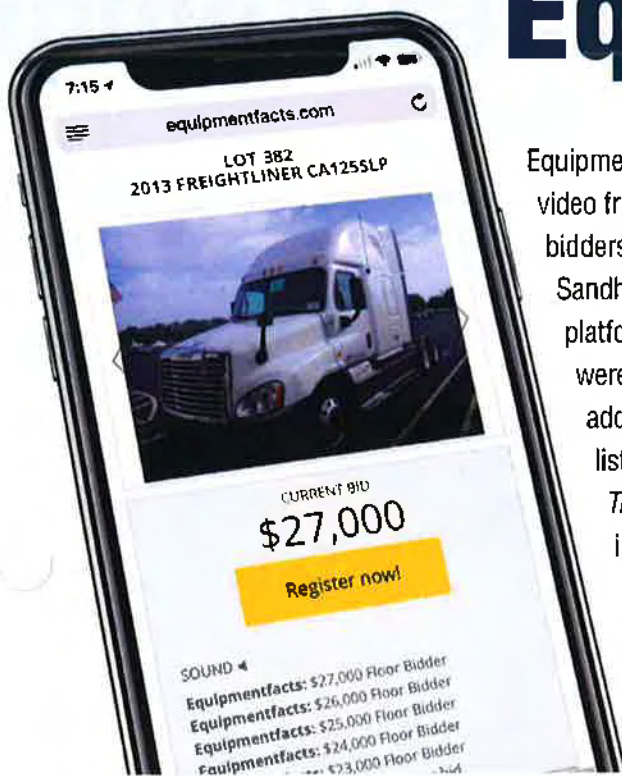 Eq
7:15
equipmentfacts.com
LOT 382
2013 FREIGHTLINER CA125SLP
CURRENT BID
$27,000
Register now!
SOUND
Equipmentfacts: $27,000 Floor Bidder
Equipmentfacts: $26,000 Floor Bidder
Equipmentfacts: $25,000 Floor Bidder
Equipmentfacts: $24,000 Floor Bidder
$23,000 Floor Bidder
bid
Equipme
video fr
bidders
Sandh
platfo
were
add
list
T
i